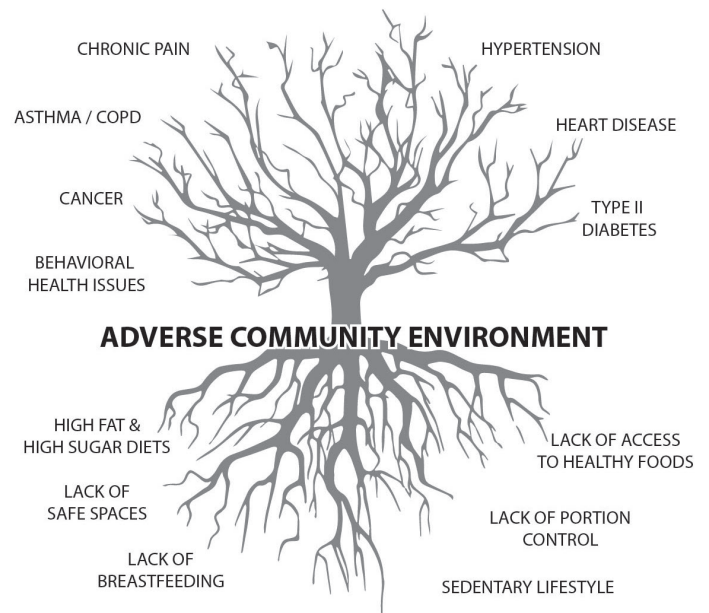 CHRONIC PAIN
HYPERTENSION
ASTHMA / COPD
HEART DISEASE
CANCER
TYPE II
DIABETES
BEHAVIORAL
HEALTH ISSUES
ADVERSE COMMUNITY ENVIRONMENT
HIGH FAT &
HIGH SUGAR DIETS
LACK OF ACCESS
TO HEALTHY FOODS
LACK OF
SAFE SPACES
LACK OF PORTION
CONTROL
LACK OF
BREASTFEEDING
SEDENTARY LIFESTYLE